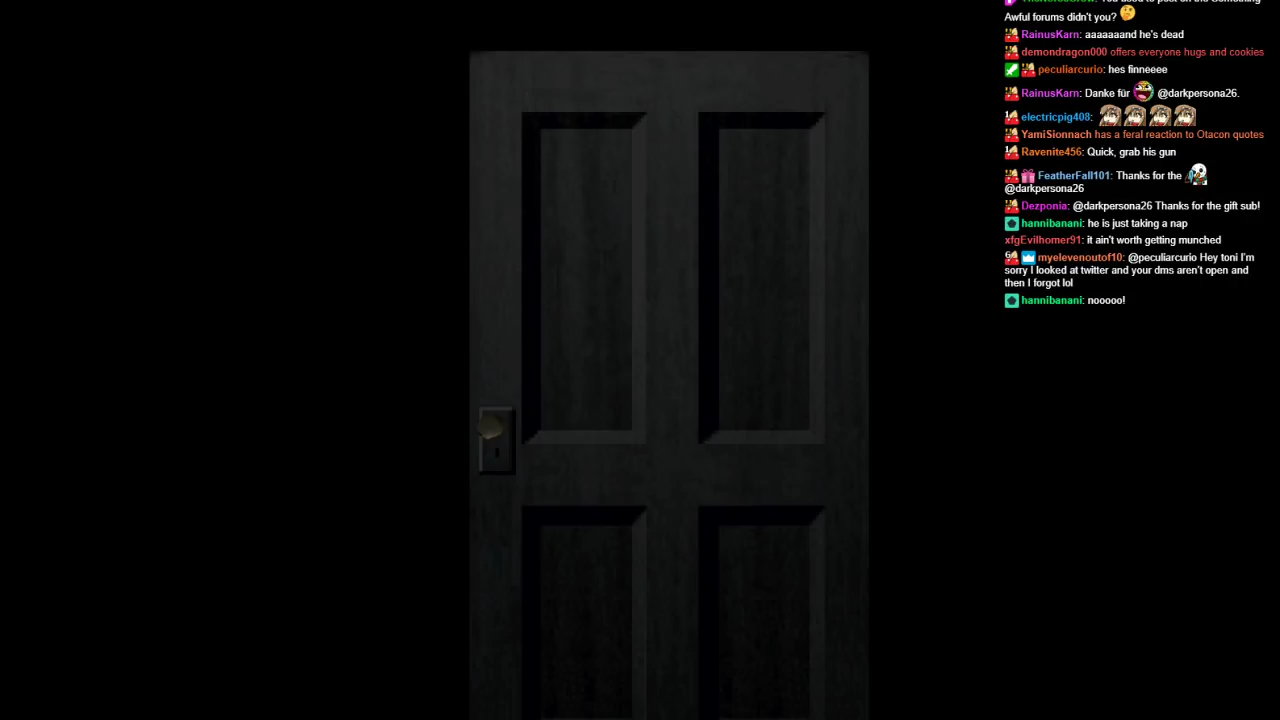 Awful forums didn't you?
RainusKarn: aaaaaaand he's dead
demondragon000 offers everyone hugs and cookies
peculiarcurio: hes finneeee
RainusKarn: Danke für @darkpersona26.
electricpig408:
YamiSionnach has a feral reaction to Otacon quotes
Ravenite456: Quick, grab his gun
FeatherFall101: Thanks for the
@darkpersona26
Dezponia: @darkpersona26 Thanks for the gift sub!
hannibanani: he is just taking a nap
xfgEvilhomer91: it ain't worth getting munched
myelevenoutof10: @peculiarcurio Hey toni I'm
sorry I looked at twitter and your dms aren't open and
then I forgot lol
hannibanani: nooooo!